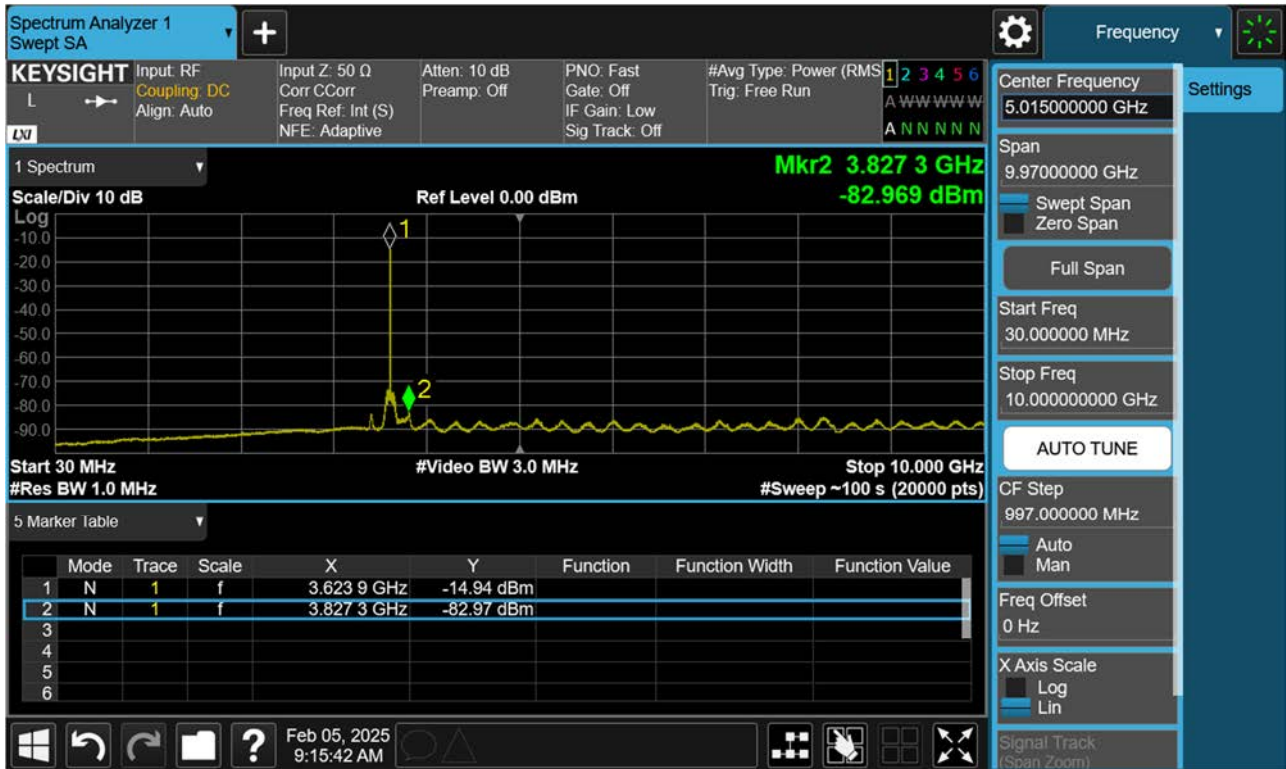 Spectrum Analyzer 1
Swept SA
+
Frequency
KEYSIGHT
L
LXI
Input: RF
Coupling: DC
Align: Auto
Input Z: 50 Ω
Corr CCorr
Freq Ref: Int (S)
NFE: Adaptive
Atten: 10 dB
Preamp: Off
PNO: Fast
Gate: Off
IF Gain: Low
Sig Track: Off
#Avg Type: Power (RMS
Trig: Free Run
1 2 3 4 5 6
A W W W W W
A N N N N N
1 Spectrum
Scale/Div 10 dB
Ref Level 0.00 dBm
Mkr2 3.827 3 GHz
-82.969 dBm
Log
-10.0
-20.0
-30.0
-40.0
-50.0
-60.0
-70.0
-80.0
-90.0
1
2
Start 30 MHz
#Video BW 3.0 MHz
Stop 10.000 GHz
#Res BW 1.0 MHz
#Sweep ~100 s (20000 pts)
5 Marker Table
Mode Trace Scale X Y Function Function Width Function Value
1 N 1 f 3.623 9 GHz -14.94 dBm
2 N 1 f 3.827 3 GHz -82.97 dBm
3
4
5
6
?
Feb 05, 2025
9:15:42 AM
Center Frequency
5.015000000 GHz
Settings
Span
9.97000000 GHz
Swept Span
Zero Span
Full Span
Start Freq
30.000000 MHz
Stop Freq
10.000000000 GHz
AUTO TUNE
CF Step
997.000000 MHz
Auto
Man
Freq Offset
0 Hz
X Axis Scale
Log
Lin
Signal Track
(Span Zoom)